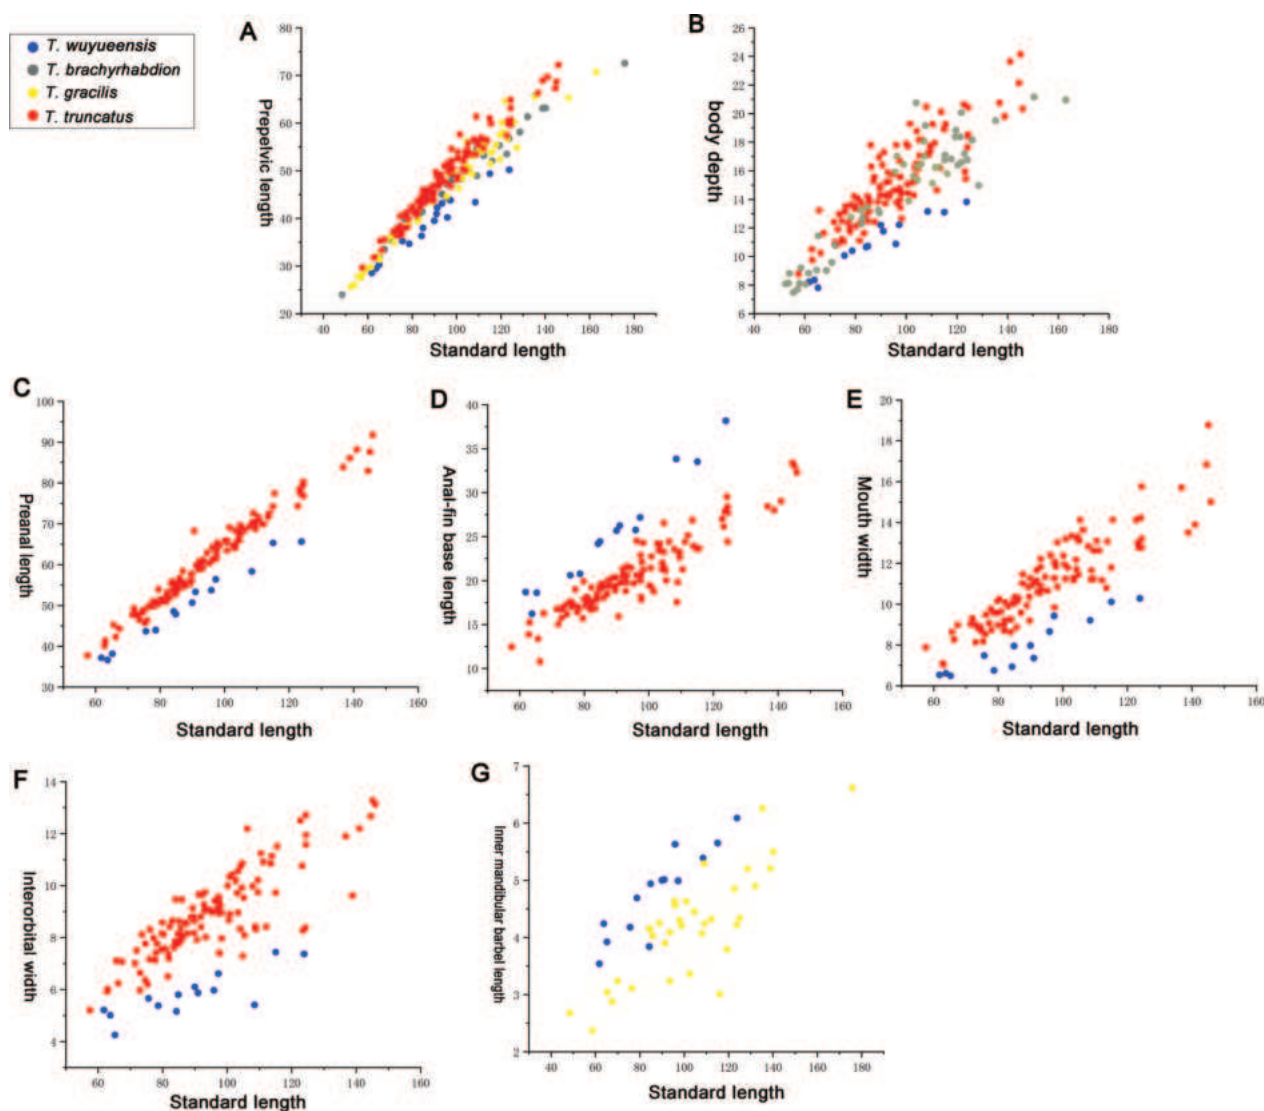 T. wuyueensis
T. brachyrhabdion
T. gracilis
T. truncatus
A
80
70
60
50
40
30
20
40 60 80 100 120 140 160 180
Prepelvic length
Standard length
B
26
24
22
20
18
16
14
12
10
8
6
40 60 80 100 120 140 160 180
body depth
Standard length
C
100
90
80
70
60
50
40
30
60 80 100 120 140 160
Preanal length
Standard length
D
40
35
30
25
20
15
10
60 80 100 120 140 160
Anal-fin base length
Standard length
E
20
18
16
14
12
10
8
6
60 80 100 120 140 160
Mouth width
Standard length
F
14
12
10
8
6
4
60 80 100 120 140 160
Interorbital width
Standard length
G
7
6
5
4
3
2
40 60 80 100 120 140 160 180
Inner mandibular barbel length
Standard length